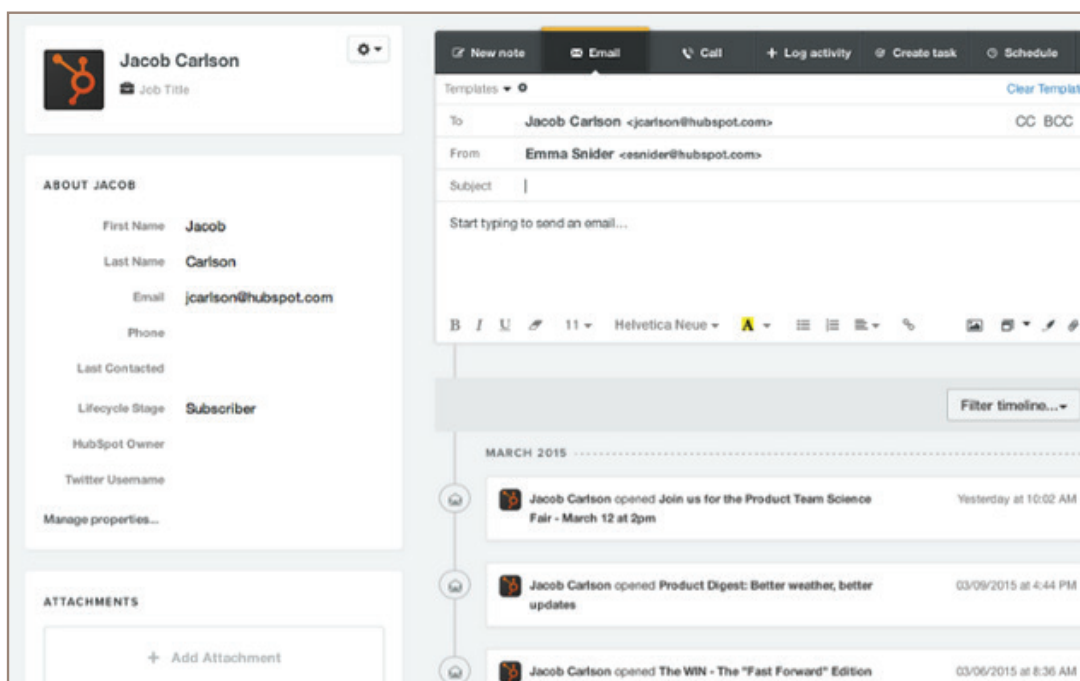 Jacob Carlson
Job Title
ABOUT JACOB
First Name Jacob
Last Name Carlson
Email jcarlson@hubspot.com
Phone
Last Contacted
Lifecycle Stage Subscriber
HubSpot Owner
Twitter Username
Manage properties...
ATTACHMENTS
+ Add Attachment
New note Email Call + Log activity Create task Schedule
Templates Clear Templat
To Jacob Carlson <jcarlson@hubspot.com> CC BCC
From Emma Snider <esnider@hubspot.com>
Subject
Start typing to send an email...
B I U 11 Helvetica Neue A
Filter timeline...
MARCH 2015
Jacob Carlson opened Join us for the Product Team Science Yesterday at 10:02 AM
Fair - March 12 at 2pm
Jacob Carlson opened Product Digest: Better weather, better 03/09/2015 at 4:44 PM
updates
Jacob Carlson opened The WIN - The "Fast Forward" Edition 03/06/2015 at 8:36 AM